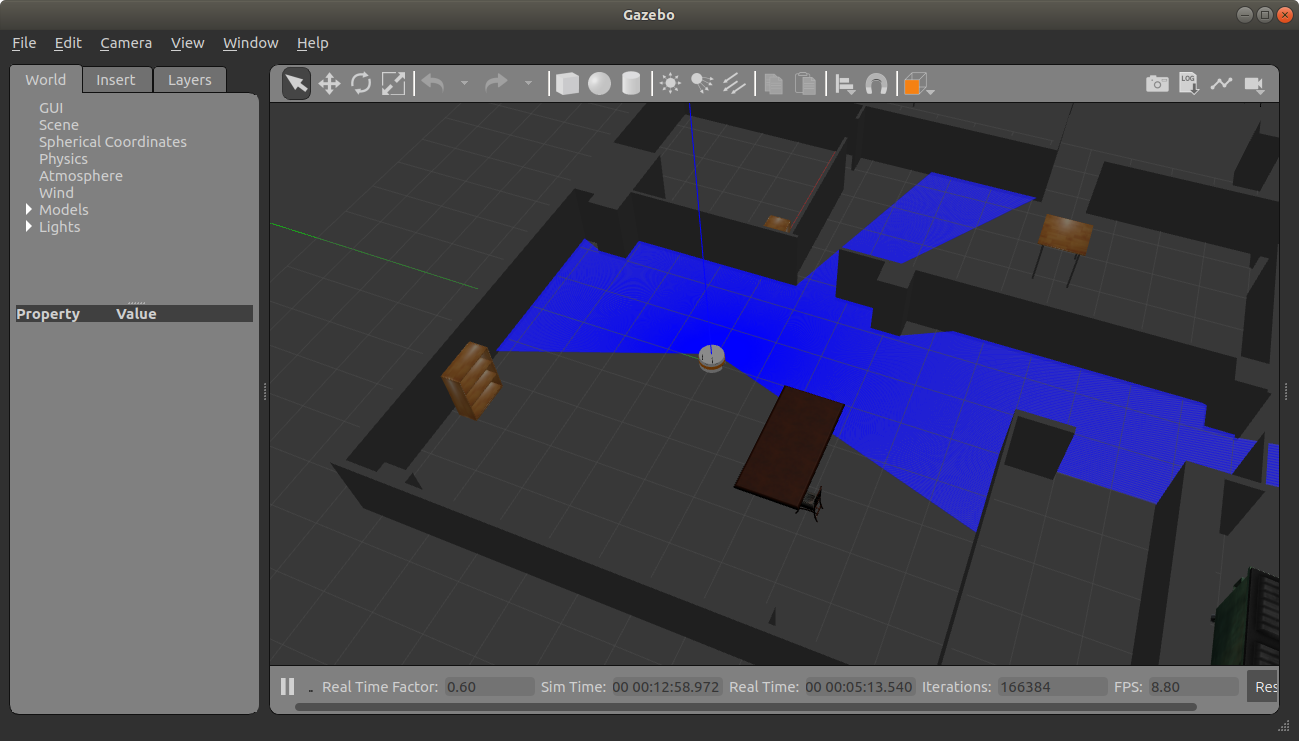 Gazebo
File Edit Camera View Window Help
World Insert Layers
GUI
Scene
Spherical Coordinates
Physics
Atmosphere
Wind
Models
Lights
Property Value
LOG
Real Time Factor: 0.60 Sim Time: 00 00:12:58.972 Real Time: 00 00:05:13.540 Iterations: 166384 FPS: 8.80 Res